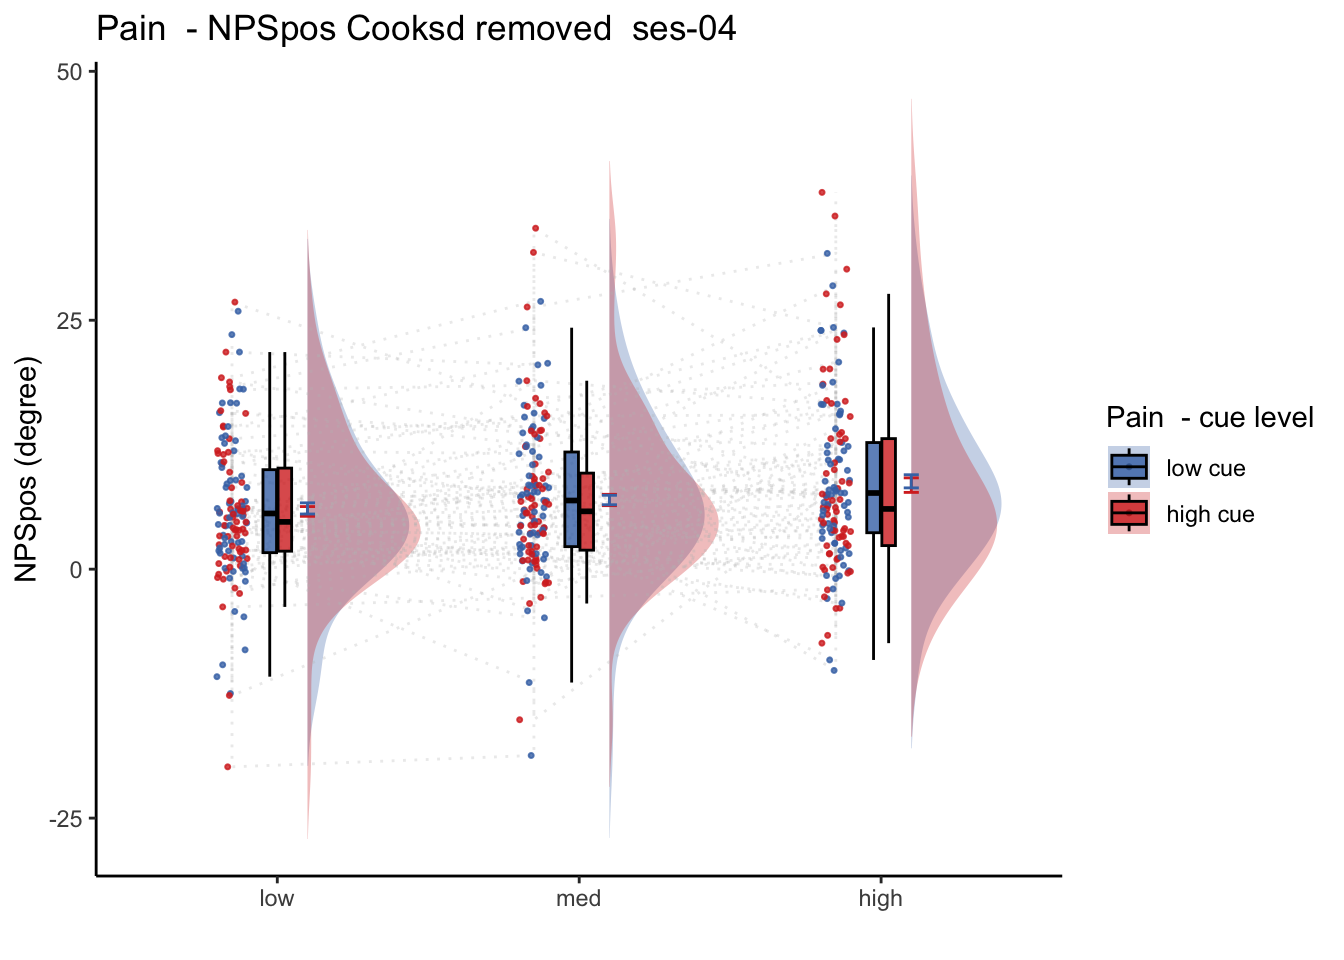 Pain  - NPSpos Cooksd removed  ses-04
50
25
0
-25
NPSpos (degree)
low
med
high
Pain  - cue level
low cue
high cue